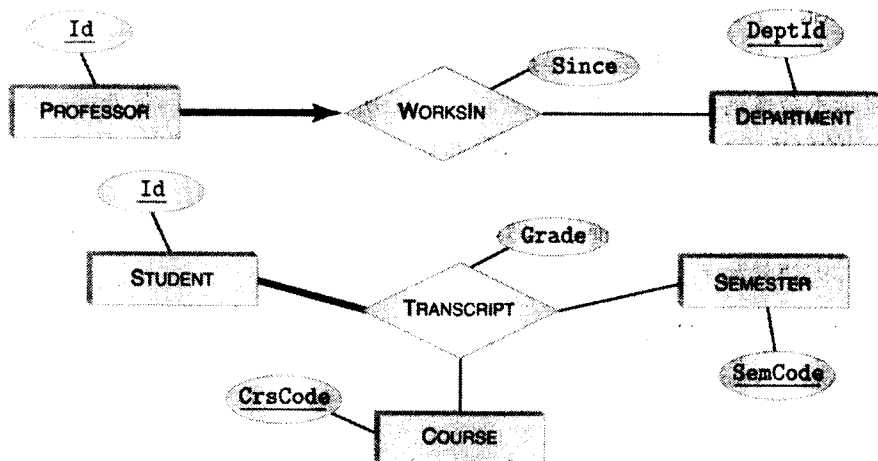 Id
DeptId
Since
PROFESSOR
WORKSIN
DEPARTMENT
Id
Grade
STUDENT
TRANSCRIPT
SEMESTER
CrsCode
SemCode
COURSE